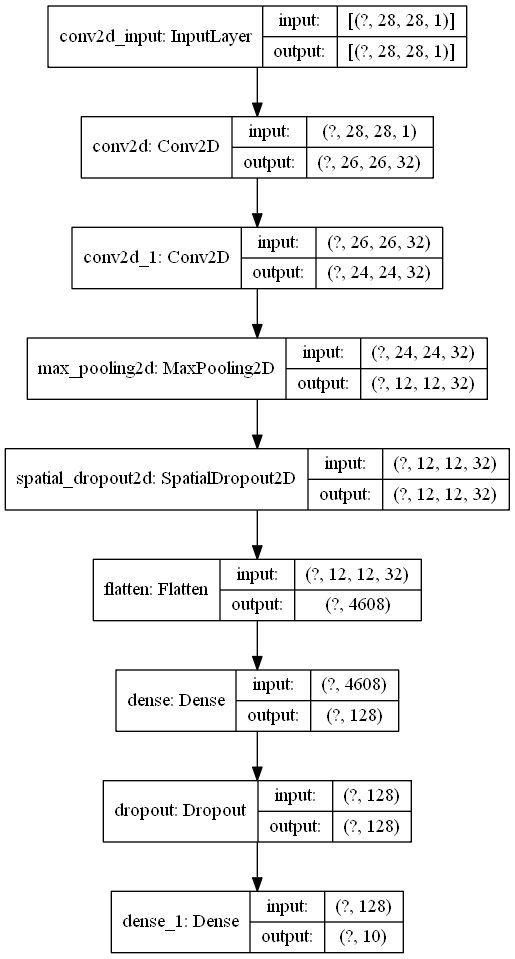 conv2d_input: InputLayer
input: [(?, 28, 28, 1)]
output: [(?, 28, 28, 1)]
conv2d: Conv2D
input: (?, 28, 28, 1)
output: (?, 26, 26, 32)
conv2d_1: Conv2D
input: (?, 26, 26, 32)
output: (?, 24, 24, 32)
max_pooling2d: MaxPooling2D
input: (?, 24, 24, 32)
output: (?, 12, 12, 32)
spatial_dropout2d: SpatialDropout2D
input: (?, 12, 12, 32)
output: (?, 12, 12, 32)
flatten: Flatten
input: (?, 12, 12, 32)
output: (?, 4608)
dense: Dense
input: (?, 4608)
output: (?, 128)
dropout: Dropout
input: (?, 128)
output: (?, 128)
dense_1: Dense
input: (?, 128)
output: (?, 10)